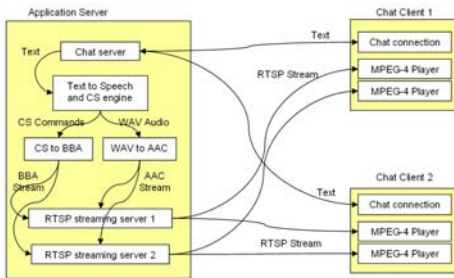 Application Server
Chat server
Text
Text to Speech
and CS engine
CS Commands
WAV Audio
CS to BBA
WAV to AAC
BBA
Stream
AAC
Stream
RTSP streaming server 1
RTSP streaming server 2
Text
RTSP Stream
Text
RTSP Stream
Chat Client 1
Chat connection
MPEG-4 Player
MPEG-4 Player
Chat Client 2
Chat connection
MPEG-4 Player
MPEG-4 Player